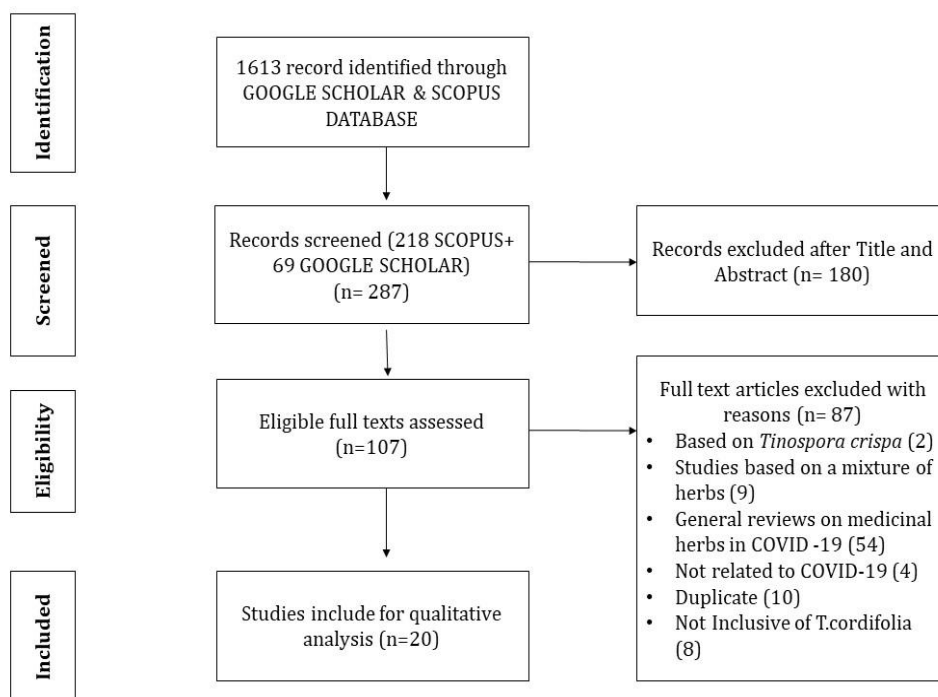 Identification
1613 record identified through
GOOGLE SCHOLAR & SCOPUS
DATABASE
Screened
Records screened (218 SCOPUS+
69 GOOGLE SCHOLAR)
(n= 287)
Records excluded after Title and
Abstract (n= 180)
Eligibility
Eligible full texts assessed
(n=107)
Full text articles excluded with
reasons (n= 87)
• Based on Tinospora crispa (2)
• Studies based on a mixture of
herbs (9)
• General reviews on medicinal
herbs in COVID -19 (54)
• Not related to COVID-19 (4)
• Duplicate (10)
• Not Inclusive of T.cordifolia
(8)
Included
Studies include for qualitative
analysis (n=20)